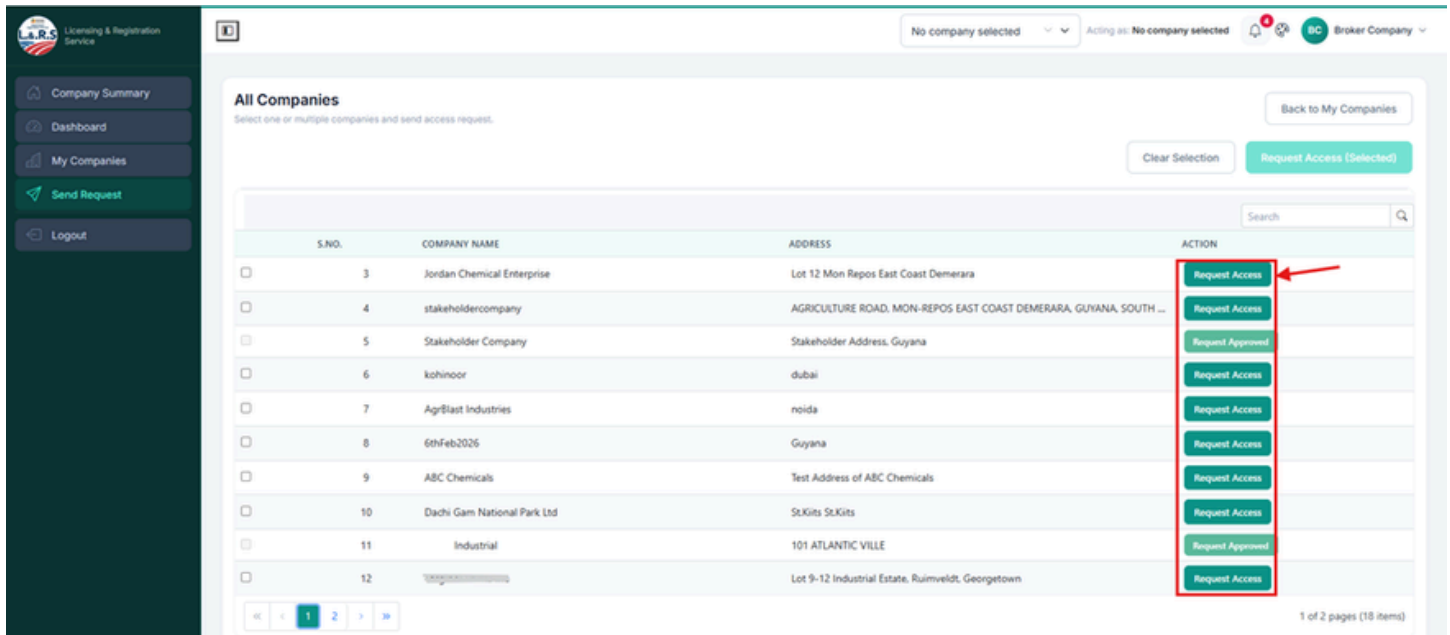 L.a.R.S
Licensing & Registration
Service
No company selected
Acting as: No company selected
4
BC
Broker Company
Company Summary
Dashboard
My Companies
Send Request
Logout
All Companies
Select one or multiple companies and send access request.
Back to My Companies
Clear Selection
Request Access (Selected)
Search
S.NO. COMPANY NAME ADDRESS ACTION
3 Jordan Chemical Enterprise Lot 12 Mon Repos East Coast Demerara Request Access
4 stakeholdercompany AGRICULTURE ROAD, MON-REPOS EAST COAST DEMERARA, GUYANA, SOUTH ... Request Access
5 Stakeholder Company Stakeholder Address, Guyana Request Approved
6 kohinoor dubai Request Access
7 AgrBlast Industries noida Request Access
8 6thFeb2026 Guyana Request Access
9 ABC Chemicals Test Address of ABC Chemicals Request Access
10 Dachi Gam National Park Ltd St.Kiits St.Kiits Request Access
11 Industrial 101 ATLANTIC VILLE Request Approved
12 Lot 9-12 Industrial Estate, Ruimveldt, Georgetown Request Access
« < 1 2 > »
1 of 2 pages (18 items)